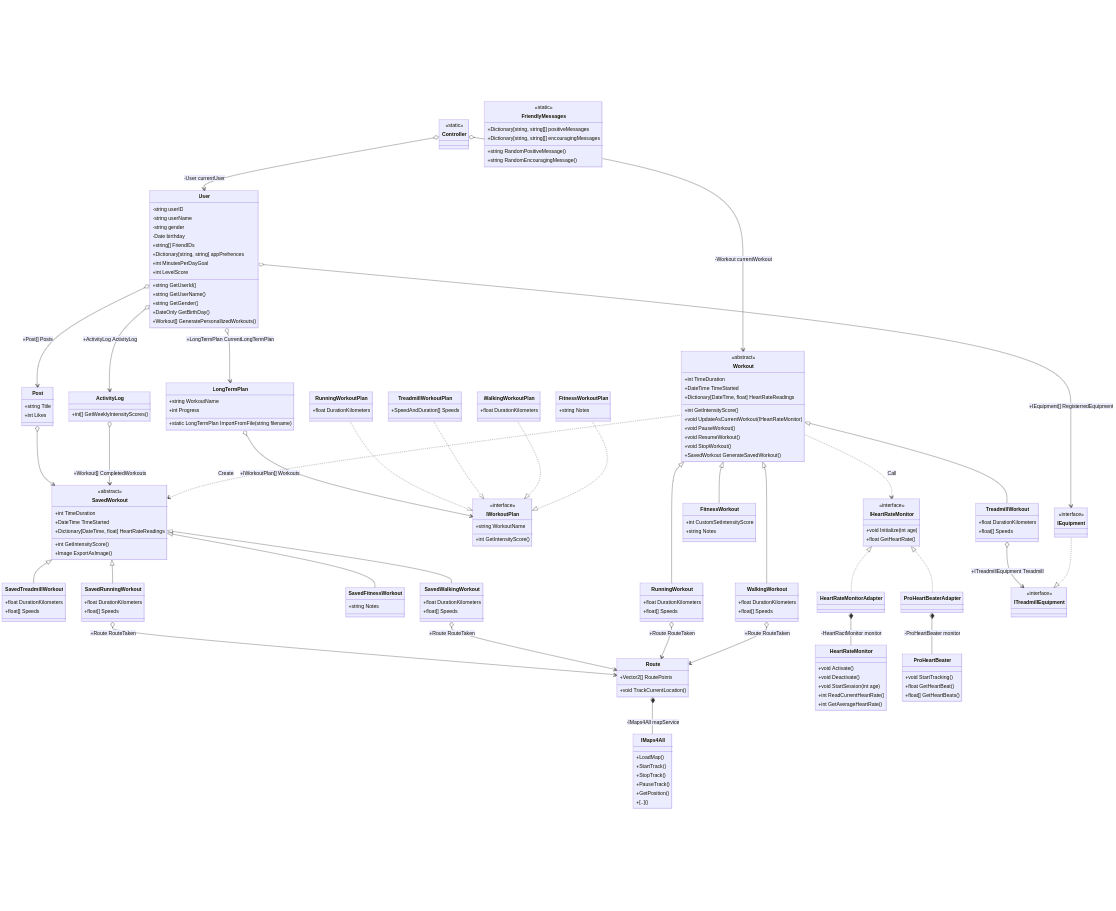 «static»
Controller
«static»
FriendlyMessages
+Dictionary[string, string[]] positiveMessages
+Dictionary[string, string[]] encouragingMessages
+string RandomPositiveMessage()
+string RandomEncouragingMessage()
-User currentUser
-Workout currentWorkout
User
-string userID
-string userName
-string gender
-Date birthday
+string[] FriendIDs
+Dictionary[string, string] appPrefrences
+int MinutesPerDayGoal
+int LevelScore
+string GetUserId()
+string GetUserName()
+string GetGender()
+DateOnly GetBirthDay()
+Workout[] GeneratePersonallizedWorkouts()
+Post[] Posts
+ActivityLog ActivityLog
+LongTermPlan CurrentLongTermPlan
+IEquipment[] RegisterredEquipment
Post
+string Title
+int Likes
ActivityLog
+int[] GetWeeklyIntensityScores()
LongTermPlan
+string WorkoutName
+int Progress
+static LongTermPlan ImportFromFile(string filename)
RunningWorkoutPlan
+float DurationKilometers
TreadmillWorkoutPlan
+SpeedAndDuration[] Speeds
WalkingWorkoutPlan
+float DurationKilometers
FitnessWorkoutPlan
+string Notes
«abstract»
Workout
+int TimeDuration
+DateTime TimeStarted
+Dictionary[DateTime, float] HeartRateReadings
+int GetIntensityScore()
+void UpdateAsCurrentWorkout(IHeartRateMonitor)
+void PauseWorkout()
+void ResumeWorkout()
+void StopWorkout()
+SavedWorkout GenerateSavedWorkout()
+Workout[] CompletedWorkouts
Create
+IWorkoutPlan[] Workouts
Call
«abstract»
SavedWorkout
+int TimeDuration
+DateTime TimeStarted
+Dictionary[DateTime, float] HeartRateReadings
+int GetIntensityScore()
+Image ExportAsImage()
«interface»
IWorkoutPlan
+string WorkoutName
+int GetIntensityScore()
FitnessWorkout
+int CustomSetIntensityScore
+string Notes
«interface»
IHeartRateMonitor
+void Initialize(int age)
+float GetHeartRate()
TreadmillWorkout
+float DurationKilometers
+float[] Speeds
«interface»
IEquipment
+ITreadmillEquipment Treadmill
SavedTreadmillWorkout
+float DurationKilometers
+float[] Speeds
SavedRunningWorkout
+float DurationKilometers
+float[] Speeds
SavedFitnessWorkout
+string Notes
SavedWalkingWorkout
+float DurationKilometers
+float[] Speeds
RunningWorkout
+float DurationKilometers
+float[] Speeds
WalkingWorkout
+float DurationKilometers
+float[] Speeds
HeartRateMonitorAdapter
ProHeartBeaterAdapter
«interface»
ITreadmillEquipment
+Route RouteTaken
+Route RouteTaken
+Route RouteTaken
+Route RouteTaken
-HeartRactMonitor monitor
-ProHeartBeater monitor
Route
+Vector2[] RoutePoints
+void TrackCurrentLocation()
HeartRateMonitor
+void Activate()
+void Deactivate()
+void StartSession(int age)
+int ReadCurrentHeartRate()
+int GetAverageHeartRate()
ProHeartBeater
+void StartTracking()
+float GetHeartBeat()
+float[] GetHeartBeats()
-IMaps4All mapService
IMaps4All
+LoadMap()
+StartTrack()
+StopTrack()
+PauseTrack()
+GetPosition()
+[...]()